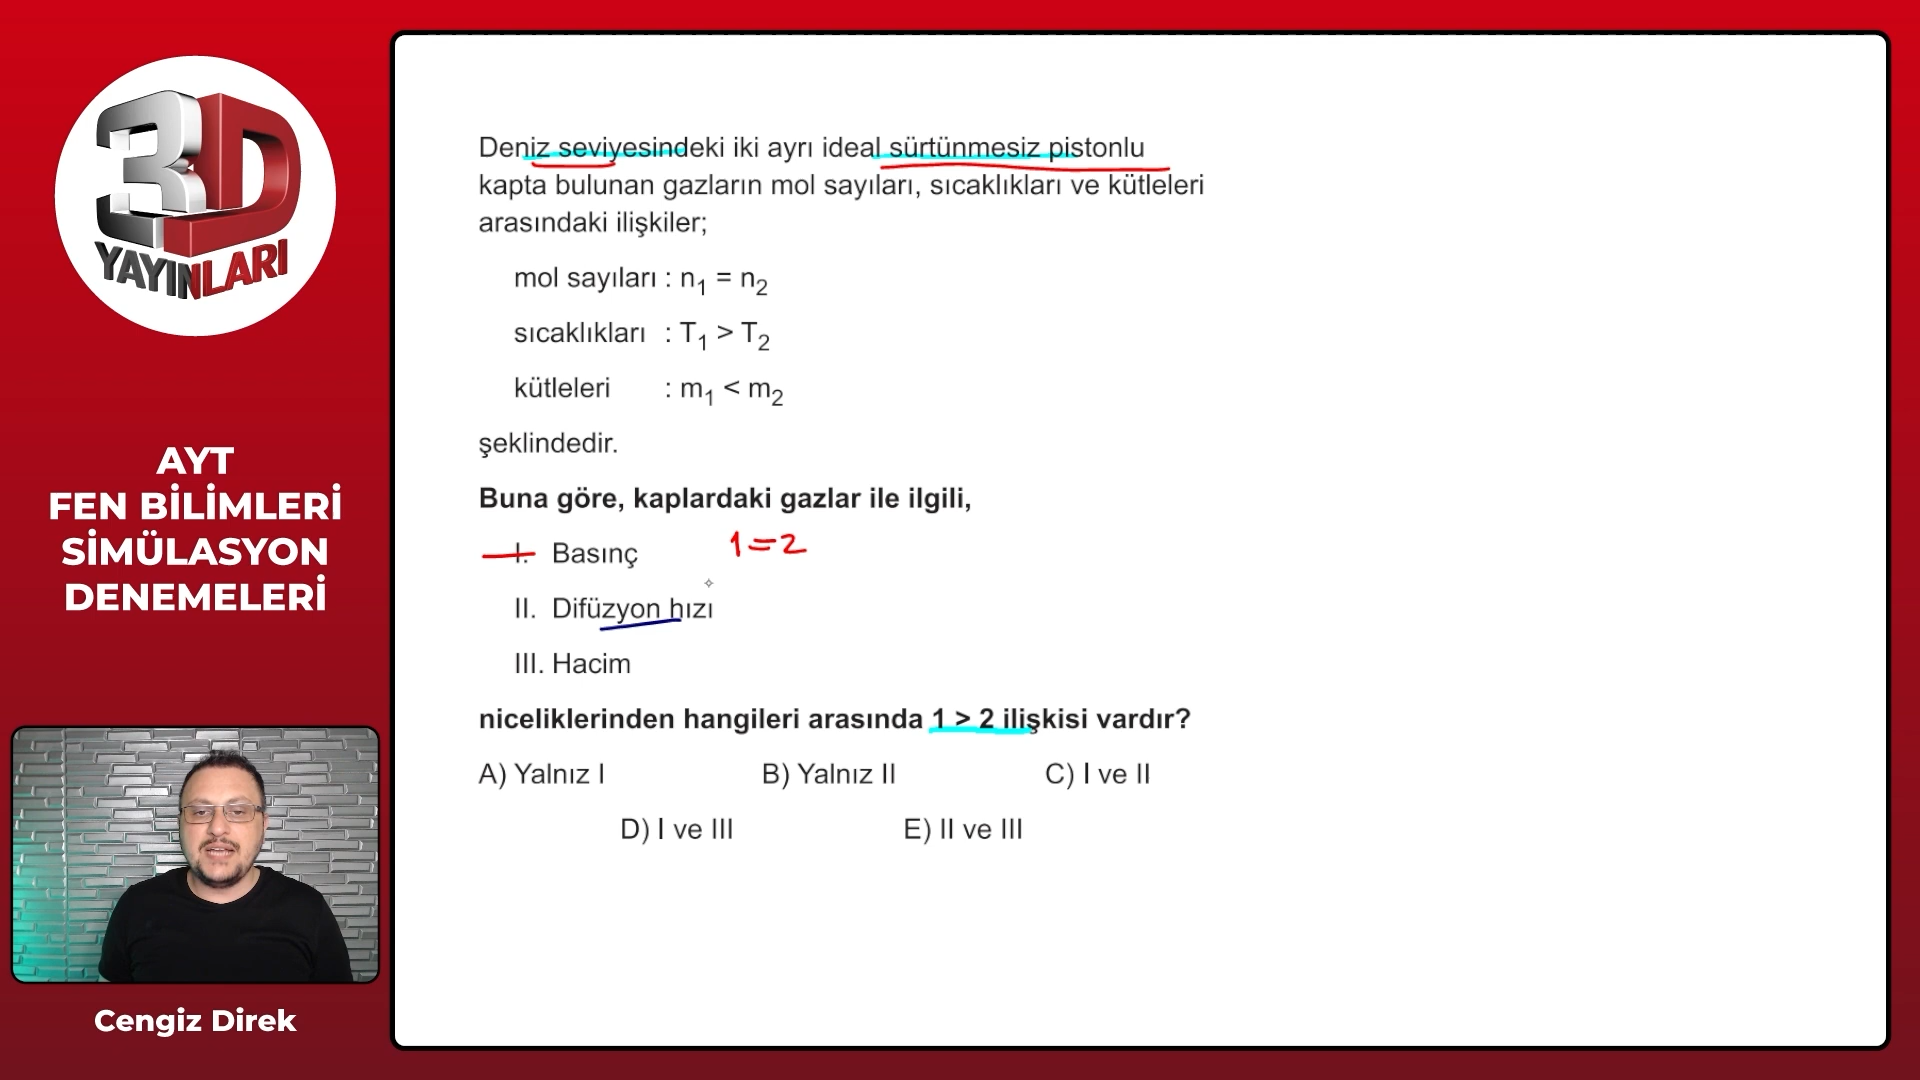 3D
YAYINLARI
AYT
FEN BİLİMLERİ
SİMÜLASYON
DENEMELERİ
Cengiz Direk
Deniz seviyesindeki iki ayrı ideal sürtünmesiz pistonlu
kapta bulunan gazların mol sayıları, sıcaklıkları ve kütleleri
arasındaki ilişkiler;
mol sayıları : n₁ = n₂
sıcaklıkları : T₁ > T₂
kütleleri : m₁ < m₂
şeklindedir.
Buna göre, kaplardaki gazlar ile ilgili,
I. Basınç 1=2
II. Difüzyon hızı
III. Hacim
niceliklerinden hangileri arasında 1 > 2 ilişkisi vardır?
A) Yalnız I B) Yalnız II C) I ve II
D) I ve III E) II ve III